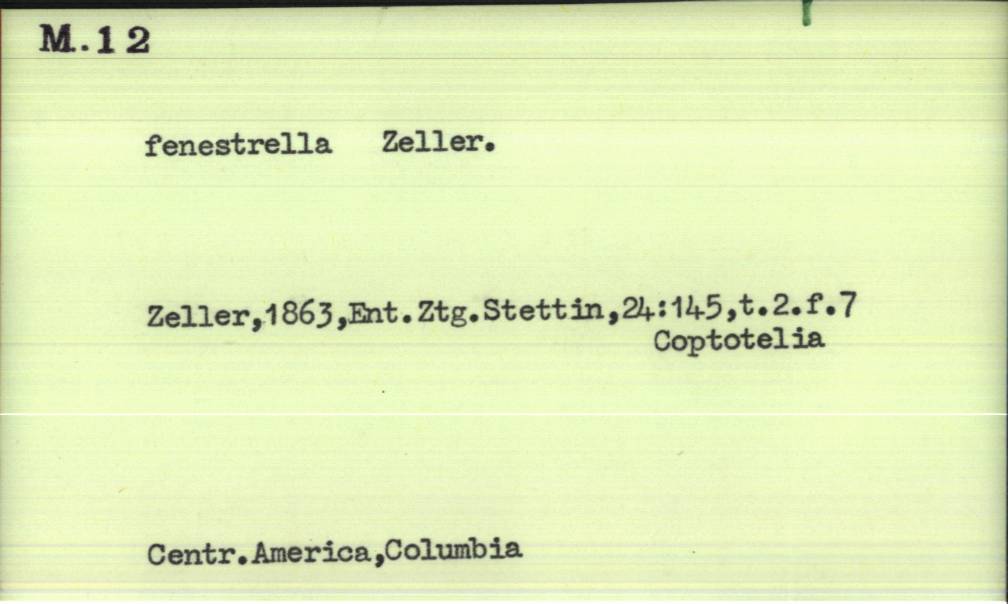 M.12
fenestrella Zeller.
Zeller,1863,Ent.Ztg.Stettin,24:145,t.2.f.7
Coptotelia
Centr.America,Columbia